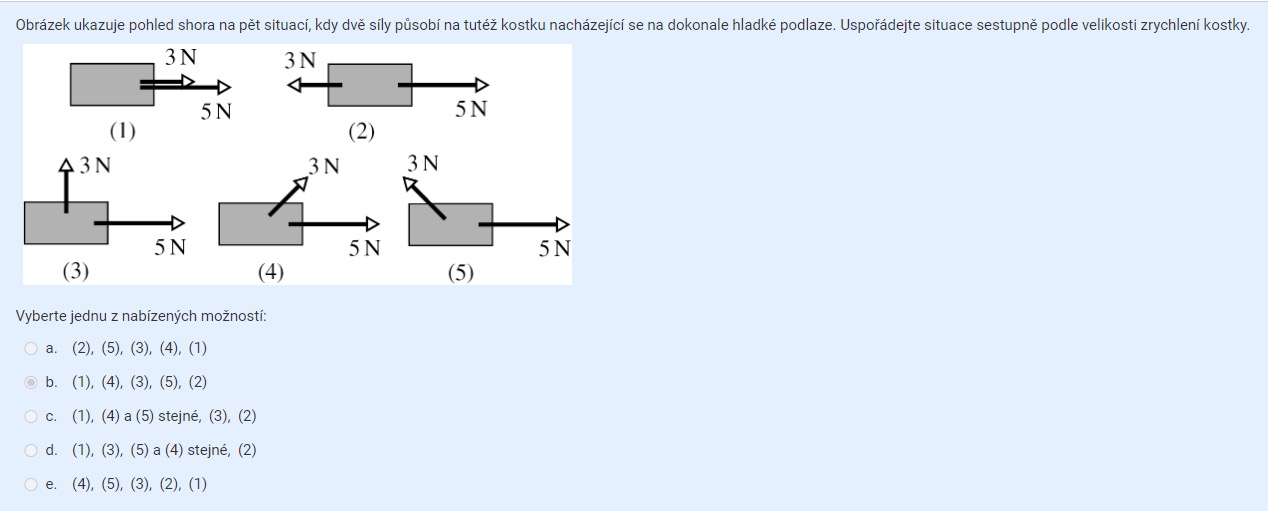 Obrázek ukazuje pohled shora na pět situací, kdy dvě síly působí na tutéž kostku nacházející se na dokonale hladké podlaze. Uspořádejte situace sestupně podle velikosti zrychlení kostky.
3 N
5 N
(1)
3 N
5 N
(2)
3 N
5 N
(3)
3 N
5 N
(4)
3 N
5 N
(5)
Vyberte jednu z nabízených možností:
a. (2), (5), (3), (4), (1)
b. (1), (4), (3), (5), (2)
c. (1), (4) a (5) stejné, (3), (2)
d. (1), (3), (5) a (4) stejné, (2)
e. (4), (5), (3), (2), (1)